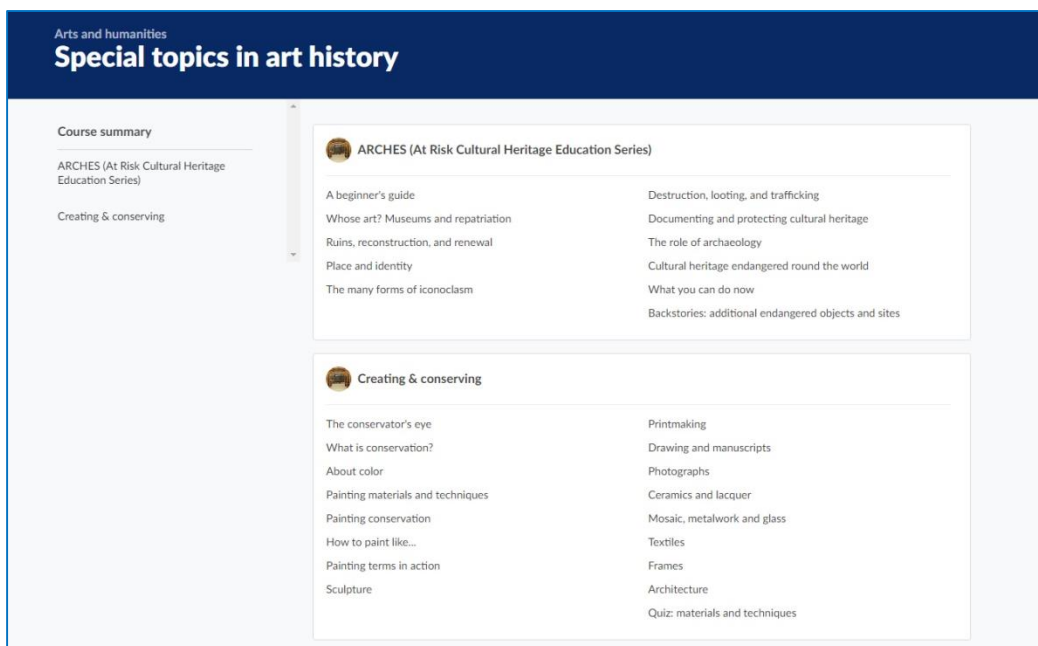 Arts and humanities
Special topics in art history
Course summary
ARCHES (At Risk Cultural Heritage
Education Series)
Creating & conserving
ARCHES (At Risk Cultural Heritage Education Series)
A beginner's guide
Whose art? Museums and repatriation
Ruins, reconstruction, and renewal
Place and identity
The many forms of iconoclasm
Destruction, looting, and trafficking
Documenting and protecting cultural heritage
The role of archaeology
Cultural heritage endangered round the world
What you can do now
Backstories: additional endangered objects and sites
Creating & conserving
The conservator's eye
What is conservation?
About color
Painting materials and techniques
Painting conservation
How to paint like...
Painting terms in action
Sculpture
Printmaking
Drawing and manuscripts
Photographs
Ceramics and lacquer
Mosaic, metalwork and glass
Textiles
Frames
Architecture
Quiz: materials and techniques